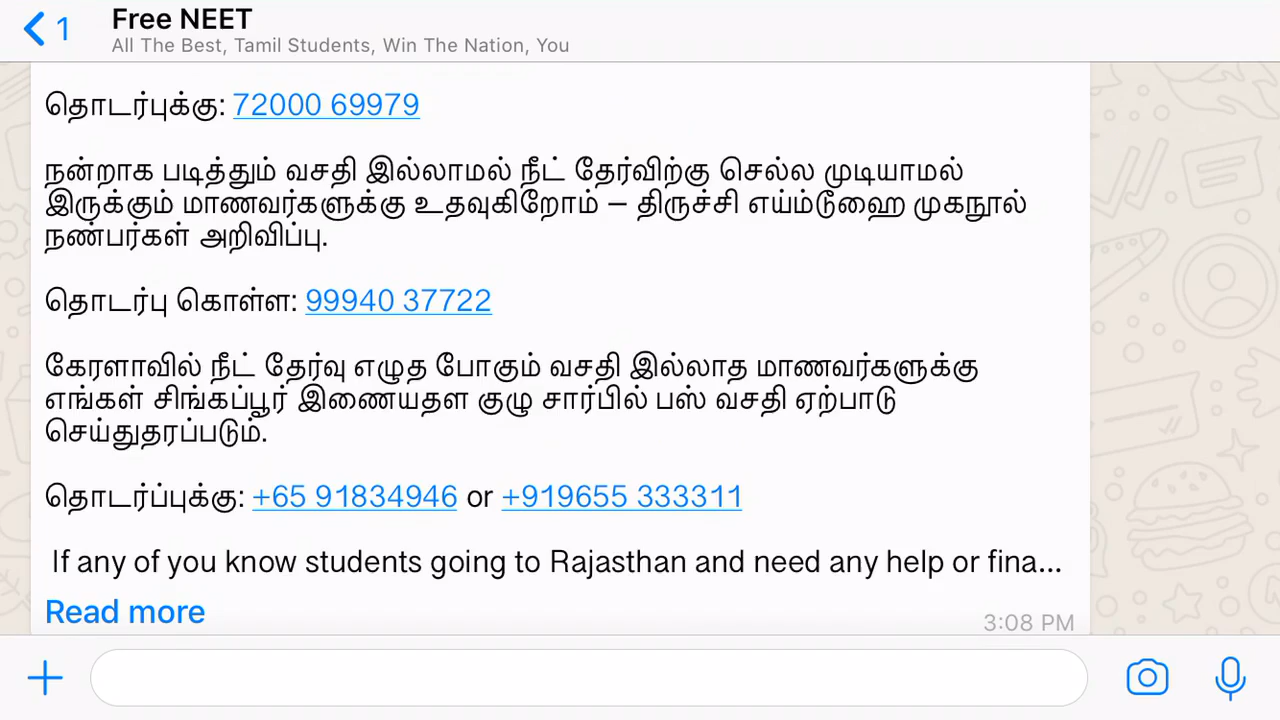 1
Free NEET
All The Best, Tamil Students, Win The Nation, You
தொடர்புக்கு: 72000 69979
நன்றாக படித்தும் வசதி இல்லாமல் நீட் தேர்விற்கு செல்ல முடியாமல்
இருக்கும் மாணவர்களுக்கு உதவுகிறோம் – திருச்சி எய்ம்டூஹை முகநூல்
நண்பர்கள் அறிவிப்பு.
தொடர்பு கொள்ள: 99940 37722
கேரளாவில் நீட் தேர்வு எழுத போகும் வசதி இல்லாத மாணவர்களுக்கு
எங்கள் சிங்கப்பூர் இணையதள குழு சார்பில் பஸ் வசதி ஏற்பாடு
செய்துதரப்படும்.
தொடர்ப்புக்கு: +65 91834946 or +919655 333311
If any of you know students going to Rajasthan and need any help or fina...
Read more
3:08 PM